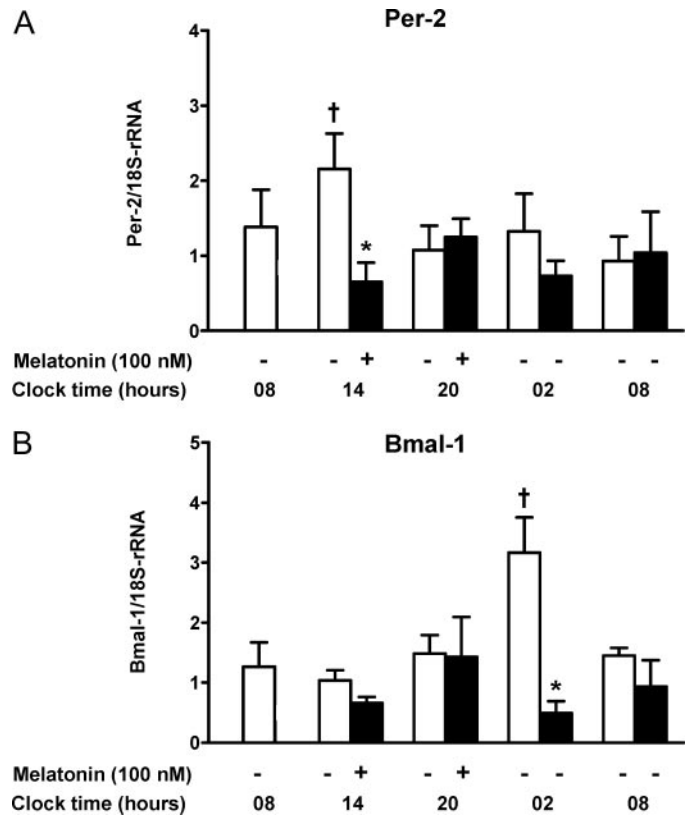 A
Per-2
Per-2/18S-rRNA
4
3
2
1
0
†
*
Melatonin (100 nM) - - + - + - - - -
Clock time (hours) 08 14 20 02 08
B
Bmal-1
Bmal-1/18S-rRNA
5
4
3
2
1
0
†
*
Melatonin (100 nM) - - + - + - - - -
Clock time (hours) 08 14 20 02 08